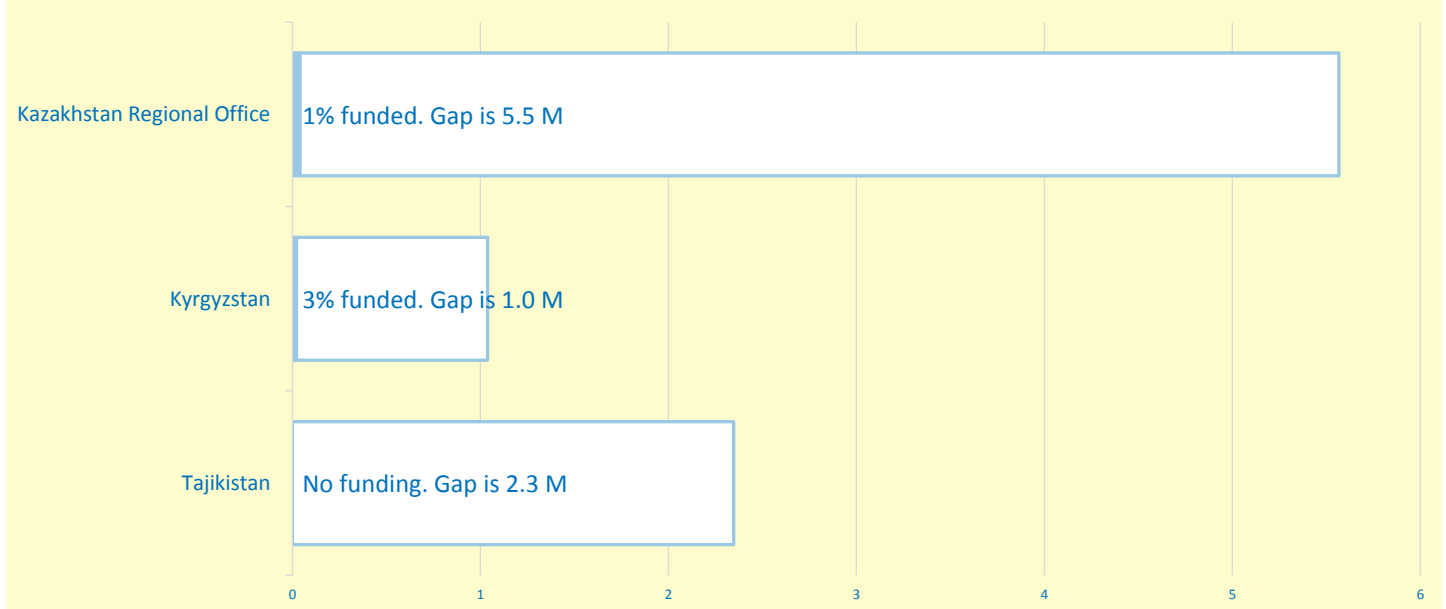 Kazakhstan Regional Office
1% funded. Gap is 5.5 M
Kyrgyzstan
3% funded. Gap is 1.0 M
Tajikistan
No funding. Gap is 2.3 M
0 1 2 3 4 5 6